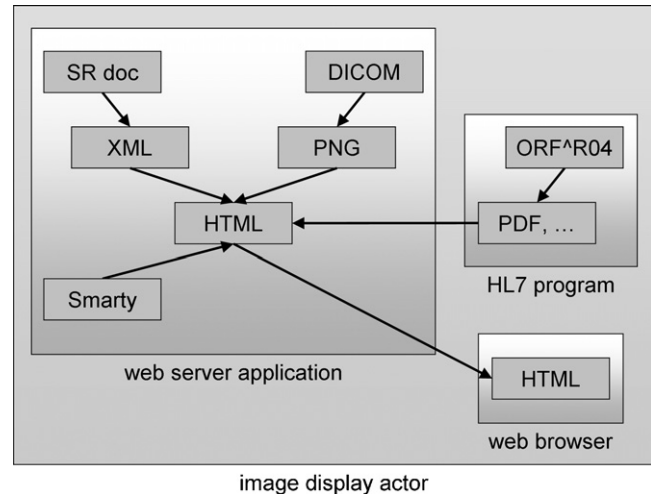 SR doc
DICOM
XML
PNG
ORF^R04
HTML
PDF, ...
Smarty
HL7 program
web server application
HTML
web browser
image display actor